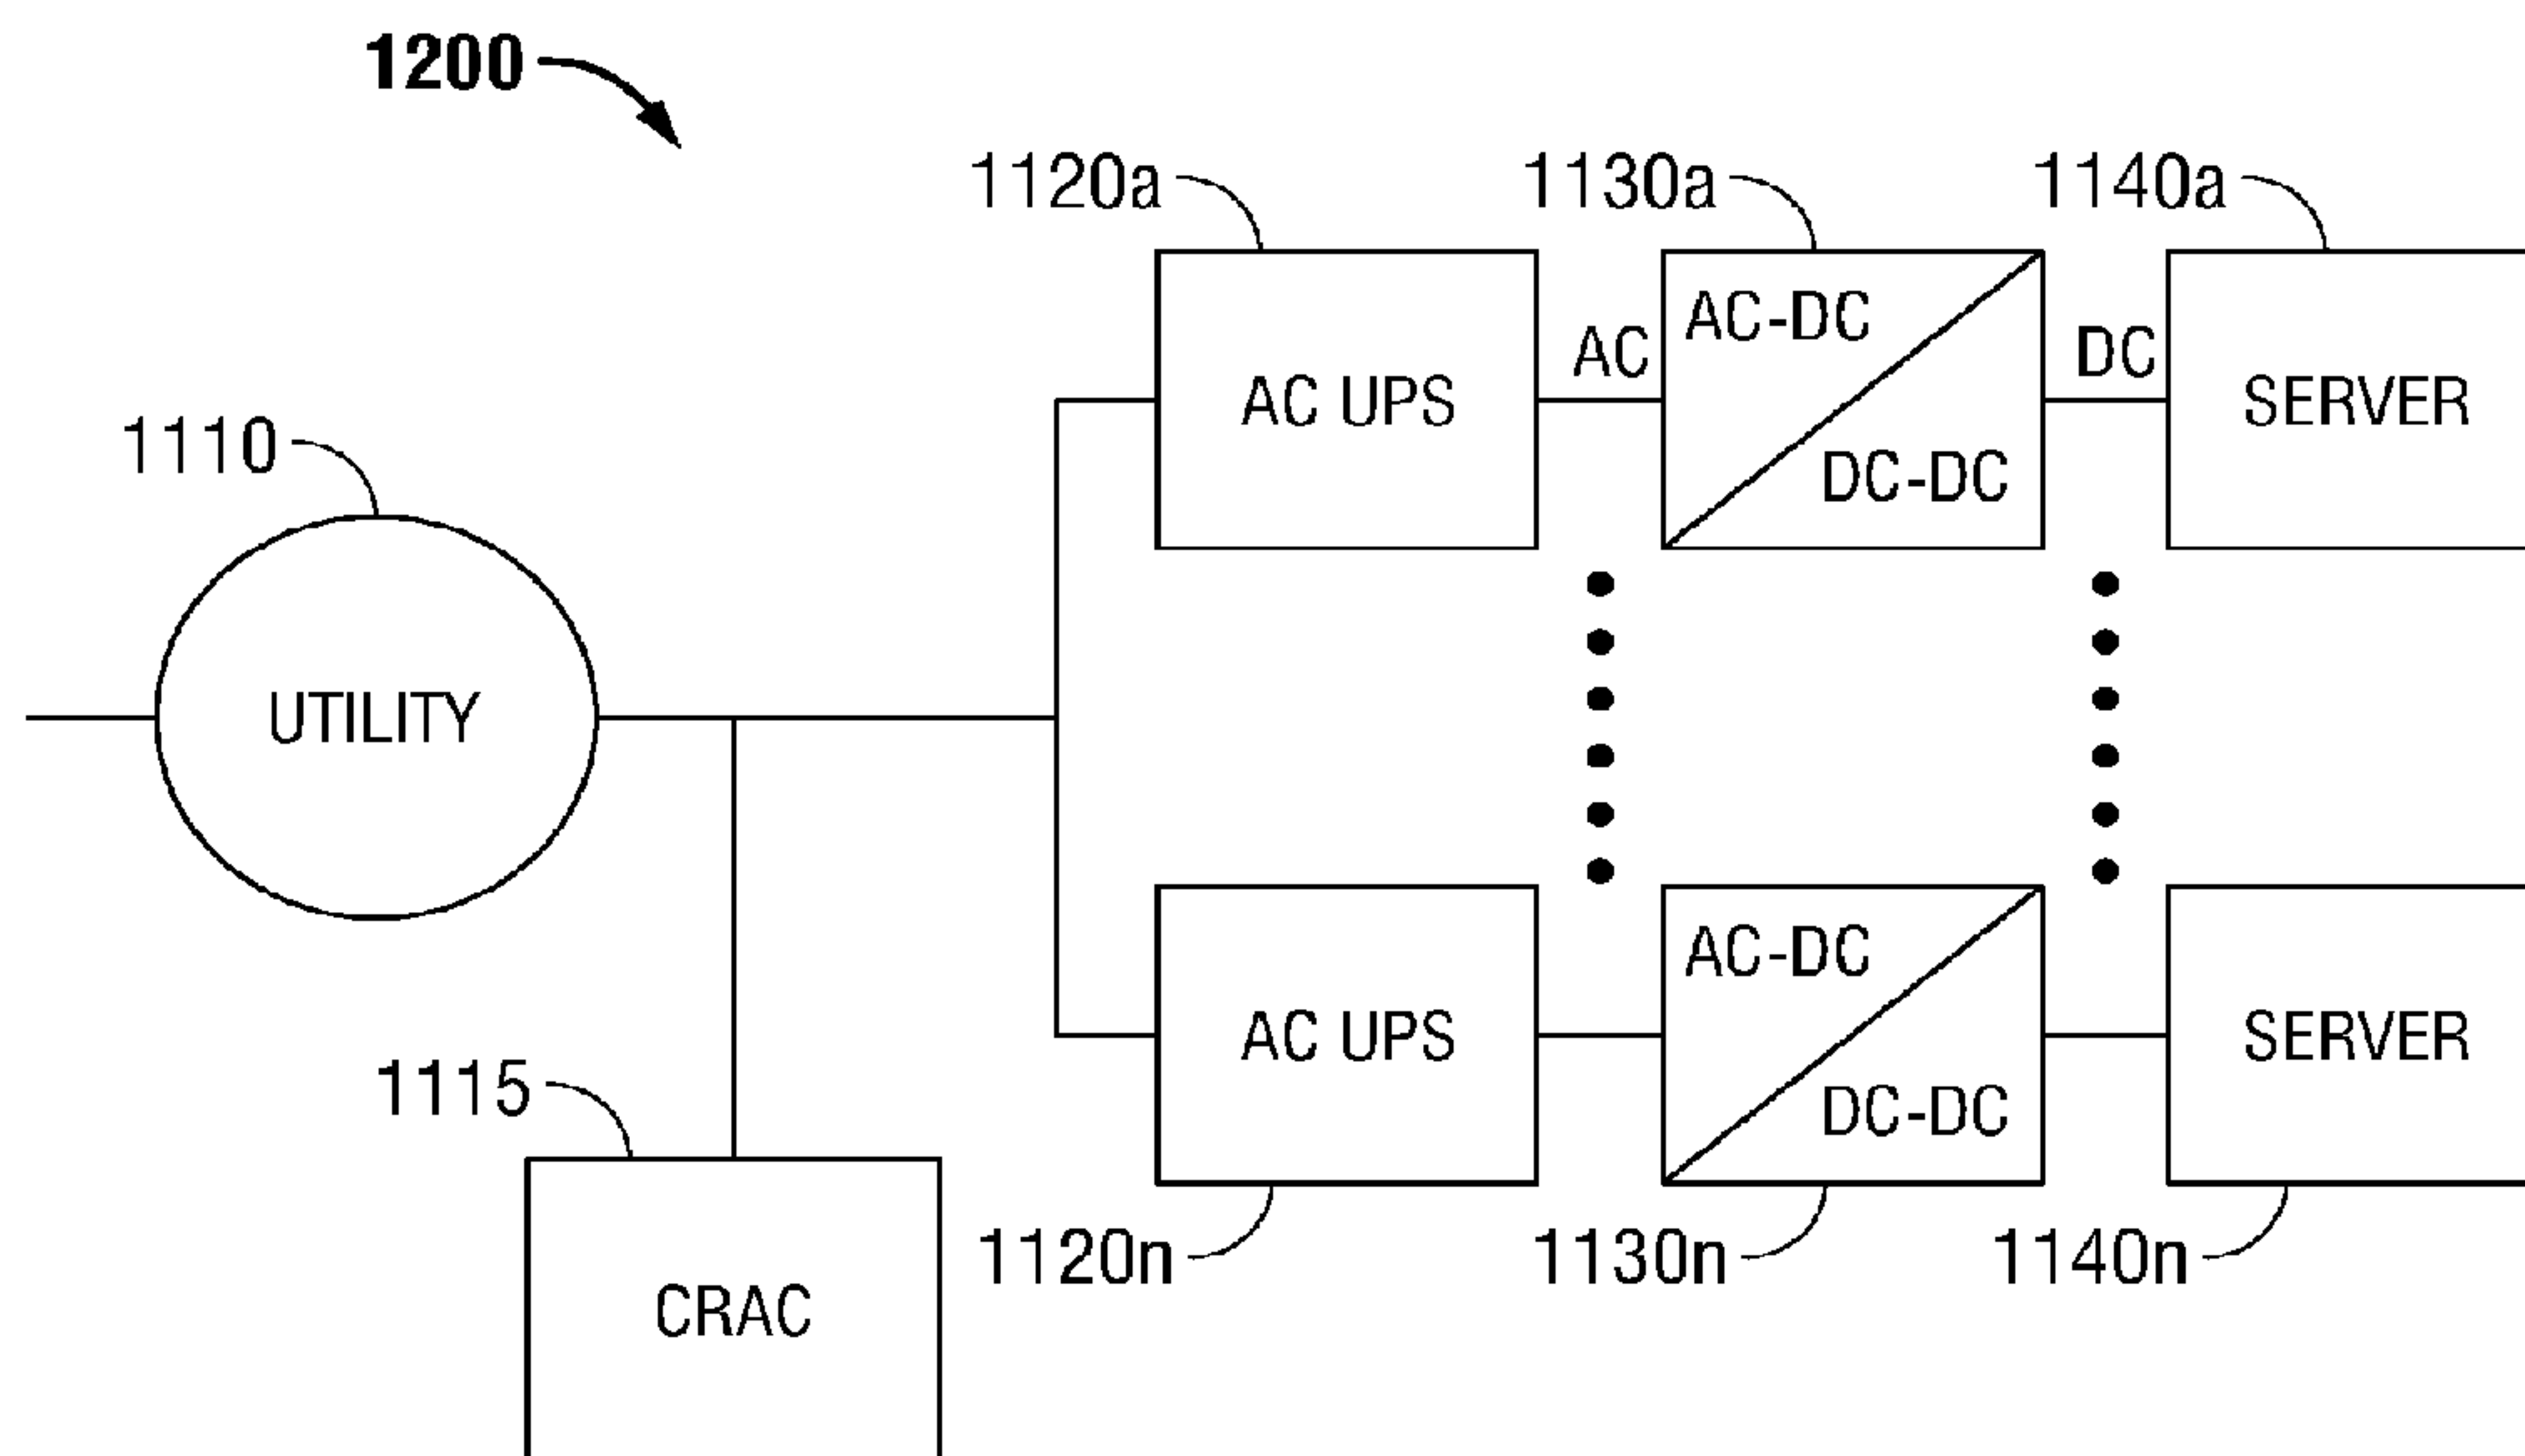 1200
1120a
1130a
1140a
AC UPS
AC
AC-DC
DC-DC
DC
SERVER
1110
UTILITY
AC UPS
AC-DC
DC-DC
SERVER
1115
CRAC
1120n
1130n
1140n